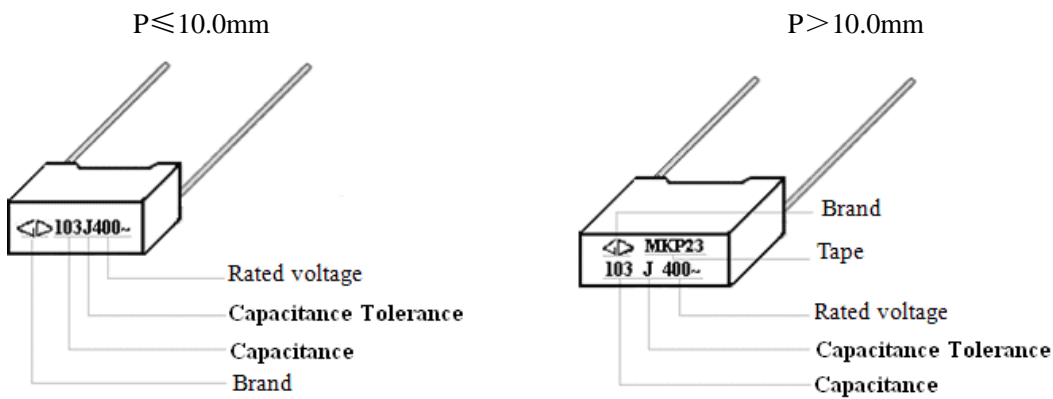 P≤10.0mm
P＞10.0mm
103J400~
Rated voltage
Capacitance Tolerance
Capacitance
Brand
MKP23
103 J 400~
Brand
Tape
Rated voltage
Capacitance Tolerance
Capacitance